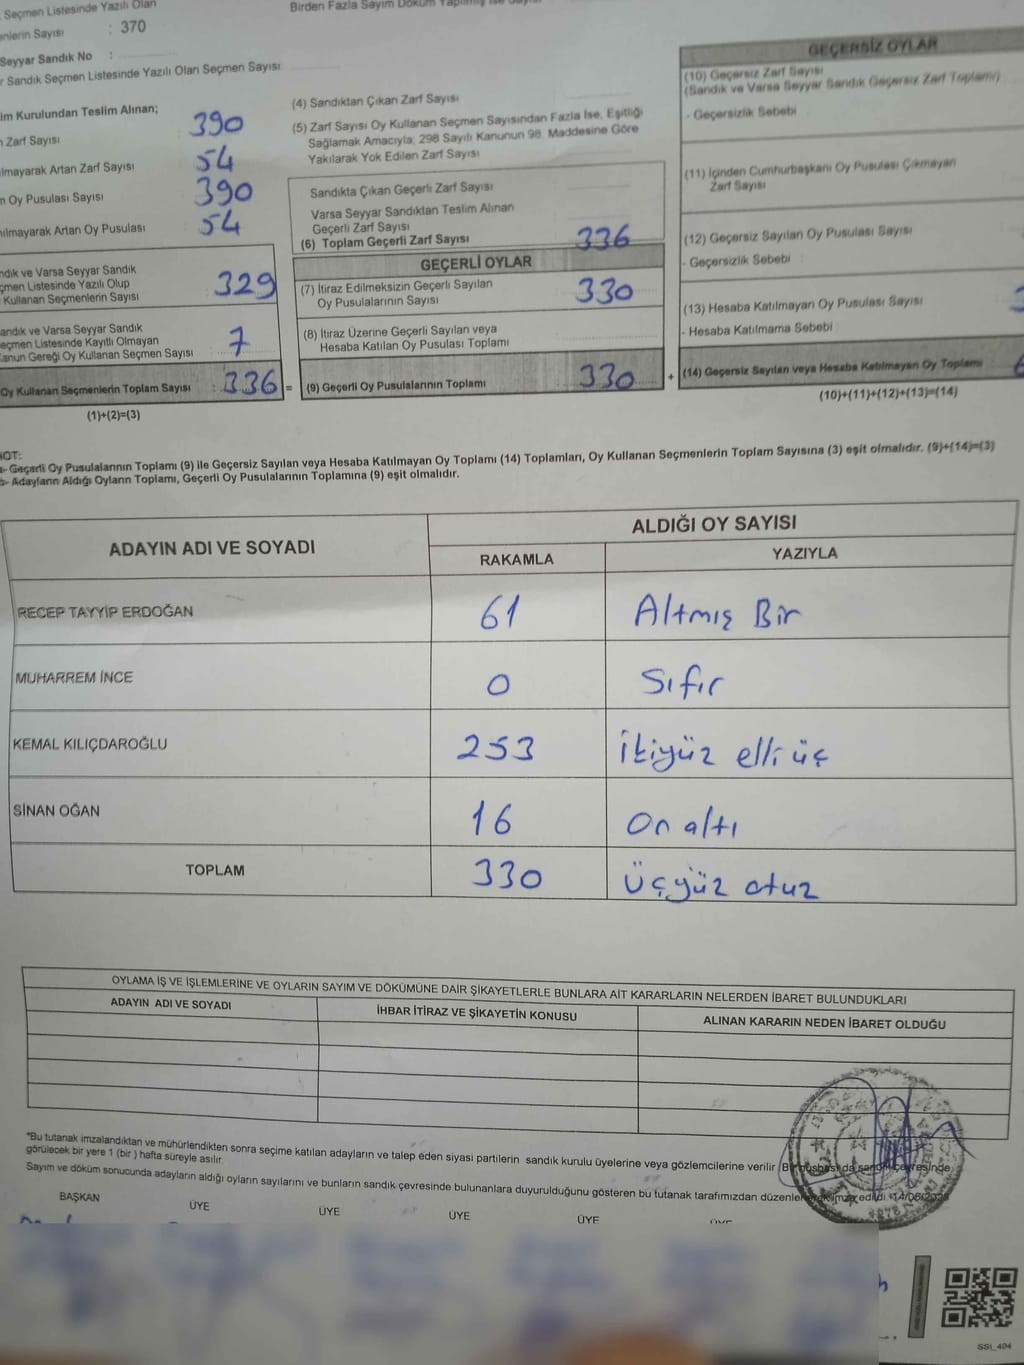 Seçmen Listesinde Yazılı Olan
Sayısı : 370
Birden Fazla Sayım Döküm Yapılmış İse
Seyyar Sandık No :
Sandık Seçmen Listesinde Yazılı Olan Seçmen Sayısı
Kurulundan Teslim Alınan;
Zarf Sayısı 390
Artan Zarf Sayısı 54
Oy Pusulası Sayısı 390
Artan Oy Pusulası 54
ve Varsa Seyyar Sandık
Listesinde Yazılı Olup
Kullanan Seçmenlerin Sayısı 329
ve Varsa Seyyar Sandık
Listesinde Kayıtlı Olmayan
Gereği Oy Kullanan Seçmen Sayısı 7
Oy Kullanan Seçmenlerin Toplam Sayısı : 336 =
(1)+(2)=(3)
(4) Sandıktan Çıkan Zarf Sayısı
(5) Zarf Sayısı Oy Kullanan Seçmen Sayısından Fazla İse, Eşitliği
Sağlamak Amacıyla; 298 Sayılı Kanunun 98. Maddesine Göre
Yakılarak Yok Edilen Zarf Sayısı
Sandıkta Çıkan Geçerli Zarf Sayısı
Varsa Seyyar Sandıktan Teslim Alınan
Geçerli Zarf Sayısı
(6) Toplam Geçerli Zarf Sayısı 336
GEÇERLİ OYLAR
(7) İtiraz Edilmeksizin Geçerli Sayılan
Oy Pusulalarının Sayısı 330
(8) İtiraz Üzerine Geçerli Sayılan veya
Hesaba Katılan Oy Pusulası Toplamı
(9) Geçerli Oy Pusulalarının Toplamı 330 +
GEÇERSİZ OYLAR
(10) Geçersiz Zarf Sayısı
(Sandık ve Varsa Seyyar Sandık Geçersiz Zarf Toplamı)
- Geçersizlik Sebebi
(11) İçinden Cumhurbaşkanı Oy Pusulası Çıkmayan
Zarf Sayısı
(12) Geçersiz Sayılan Oy Pusulası Sayısı
- Geçersizlik Sebebi :
(13) Hesaba Katılmayan Oy Pusulası Sayısı
- Hesaba Katılmama Sebebi :
(14) Geçersiz Sayılan veya Hesaba Katılmayan Oy Toplamı
(10)+(11)+(12)+(13)=(14)
NOT:
a- Geçerli Oy Pusulalarının Toplamı (9) ile Geçersiz Sayılan veya Hesaba Katılmayan Oy Toplamı (14) Toplamları, Oy Kullanan Seçmenlerin Toplam Sayısına (3) eşit olmalıdır. (9)+(14)=(3)
b- Adayların Aldığı Oyların Toplamı, Geçerli Oy Pusulalarının Toplamına (9) eşit olmalıdır.
ADAYIN ADI VE SOYADI ALDIĞI OY SAYISI
RAKAMLA YAZIYLA
RECEP TAYYİP ERDOĞAN 61 Altmış Bir
MUHARREM İNCE 0 Sıfır
KEMAL KILIÇDAROĞLU 253 İkiyüz elli üç
SİNAN OĞAN 16 On altı
TOPLAM 330 Üçyüz otuz
OYLAMA İŞ VE İŞLEMLERİNE VE OYLARIN SAYIM VE DÖKÜMÜNE DAİR ŞİKAYETLERLE BUNLARA AİT KARARLARIN NELERDEN İBARET BULUNDUKLARI
ADAYIN ADI VE SOYADI İHBAR İTİRAZ VE ŞİKAYETİN KONUSU ALINAN KARARIN NEDEN İBARET OLDUĞU
*Bu tutanak imzalandıktan ve mühürlendikten sonra seçime katılan adayların ve talep eden siyasi partilerin sandık kurulu üyelerine veya gözlemcilerine verilir. Bir nüshası da sandık çevresinde
görülecek bir yere 1 (bir ) hafta süreyle asılır.
Sayım ve döküm sonucunda adayların aldığı oyların sayılarını ve bunların sandık çevresinde bulunanlara duyurulduğunu gösteren bu tutanak tarafımızdan düzenlenerek imza edildi. 14/05/2023
BAŞKAN ÜYE ÜYE ÜYE ÜYE
SSI_404